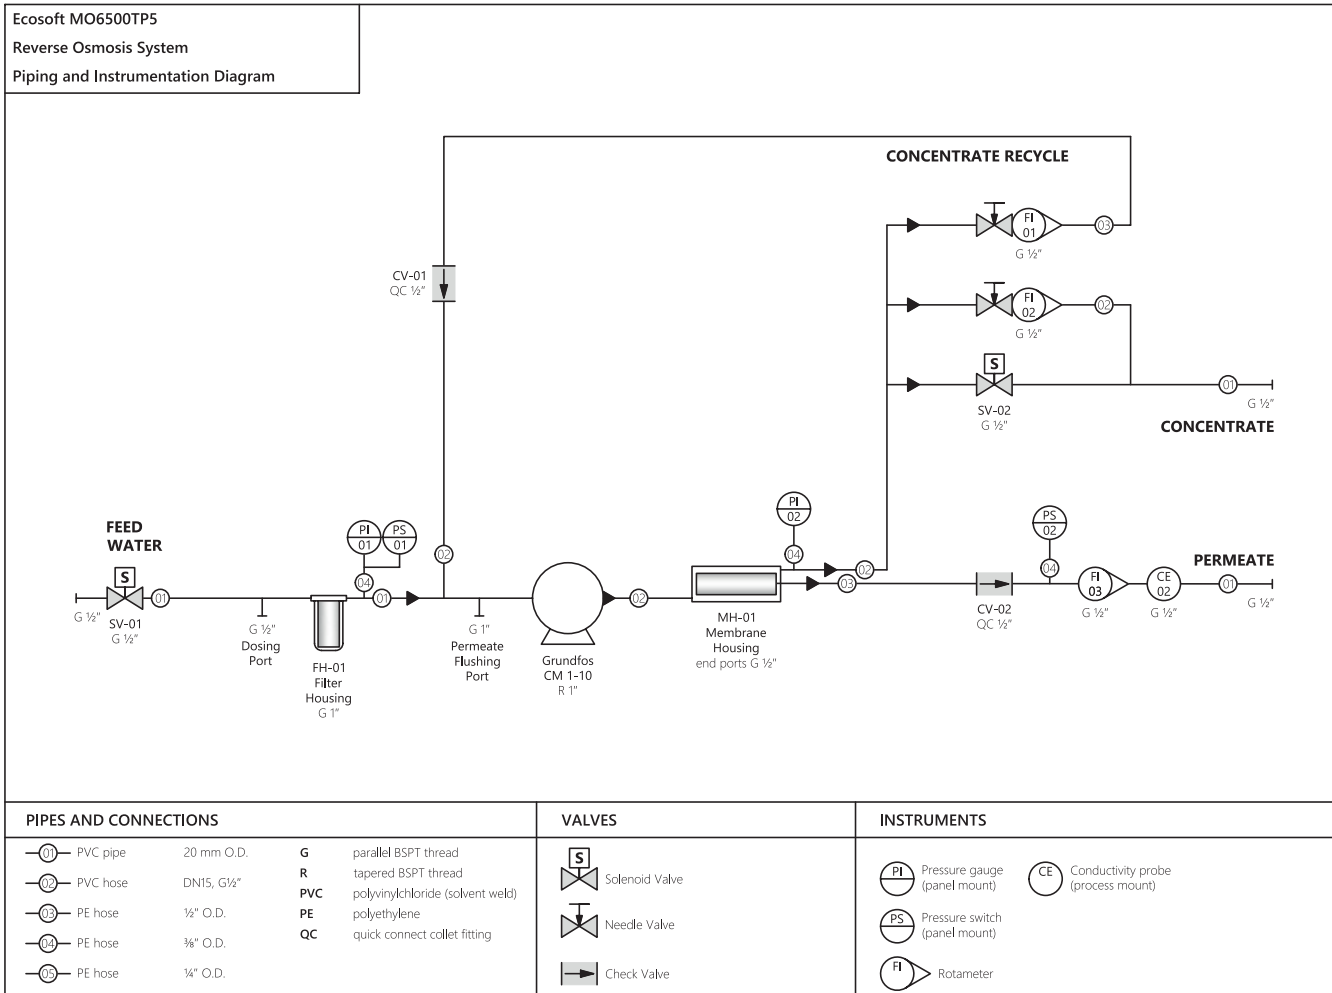 Ecosoft MO6500TP5
Reverse Osmosis System
Piping and Instrumentation Diagram
CONCENTRATE RECYCLE
FI
01
03
G ½"
CV-01
QC ½"
FI
02
02
G ½"
S
SV-02
G ½"
01
G ½"
CONCENTRATE
FEED
WATER
S
G ½"
SV-01
G ½"
01
G ½"
Dosing
Port
PI
01
PS
01
04
01
FH-01
Filter
Housing
G 1"
02
G 1"
Permeate
Flushing
Port
Grundfos
CM 1-10
R 1"
02
PI
02
04
02
03
MH-01
Membrane
Housing
end ports G ½"
CV-02
QC ½"
PS
02
04
FI
03
G ½"
CE
02
G ½"
PERMEATE
01
G ½"
PIPES AND CONNECTIONS
01 PVC pipe 20 mm O.D.
02 PVC hose DN15, G½"
03 PE hose ½" O.D.
04 PE hose ⅜" O.D.
05 PE hose ¼" O.D.
G parallel BSPT thread
R tapered BSPT thread
PVC polyvinylchloride (solvent weld)
PE polyethylene
QC quick connect collet fitting
VALVES
S
Solenoid Valve
Needle Valve
Check Valve
INSTRUMENTS
PI Pressure gauge
(panel mount)
PS Pressure switch
(panel mount)
FI Rotameter
CE Conductivity probe
(process mount)